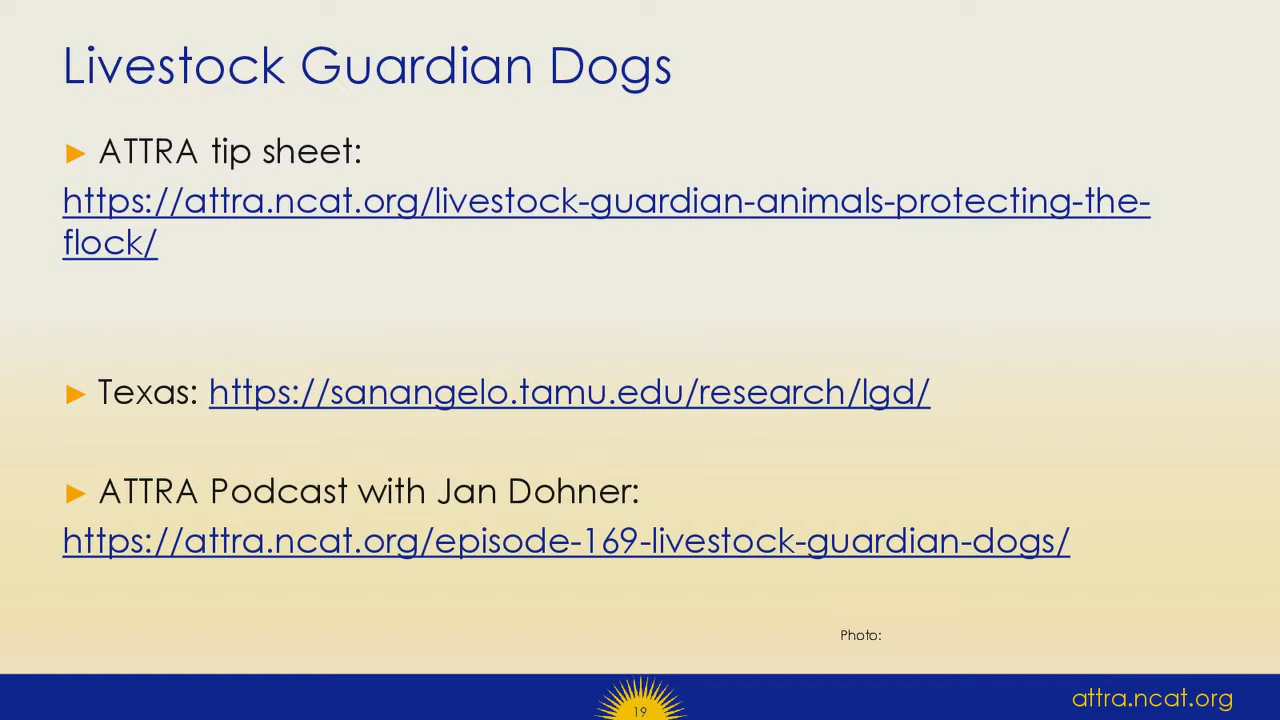 Livestock Guardian Dogs
► ATTRA tip sheet:
https://attra.ncat.org/livestock-guardian-animals-protecting-the-
flock/
► Texas: https://sanangelo.tamu.edu/research/lgd/
► ATTRA Podcast with Jan Dohner:
https://attra.ncat.org/episode-169-livestock-guardian-dogs/
Photo:
19
attra.ncat.org